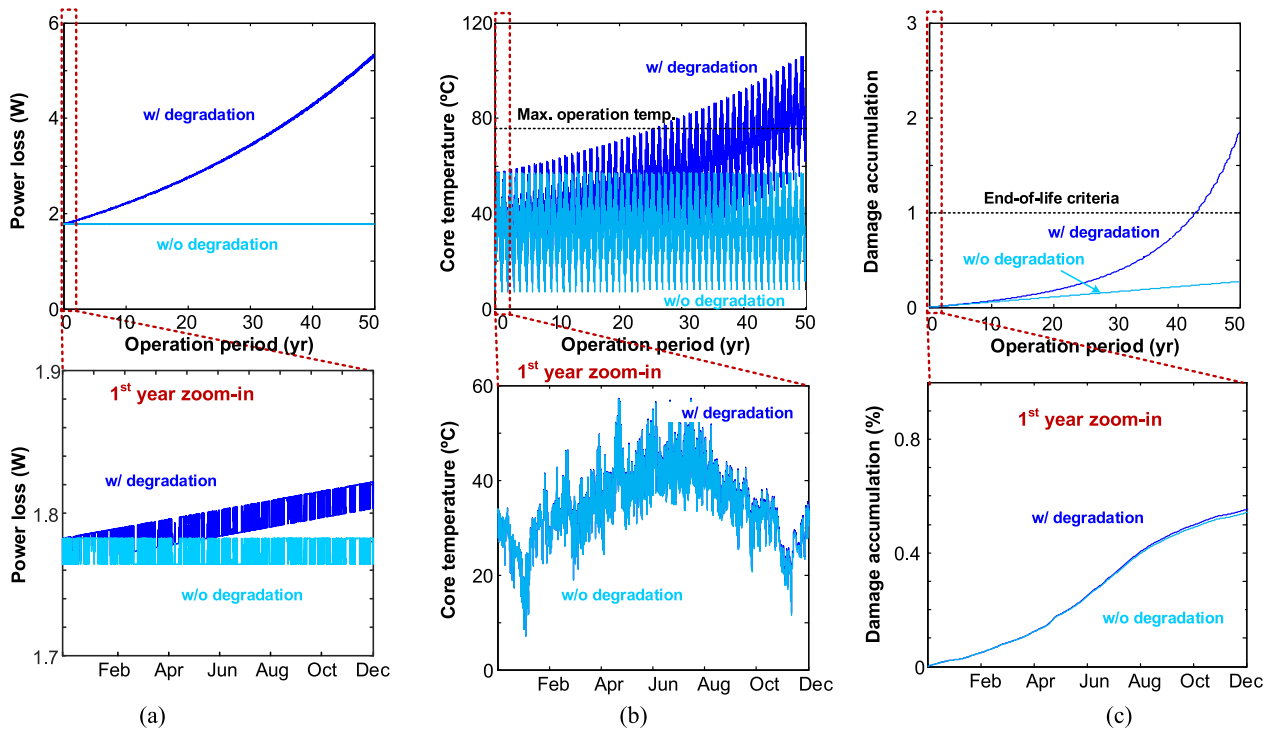 6
4
2
0
Power loss (W)
w/ degradation
w/o degradation
0 10 20 30 40 50
Operation period (yr)
1.9
1.8
1.7
Power loss (W)
1st year zoom-in
w/ degradation
w/o degradation
Feb Apr Jun Aug Oct Dec
(a)
120
80
40
0
Core temperature (ºC)
w/ degradation
Max. operation temp.
w/o degradation
0 10 20 30 40 50
Operation period (yr)
1st year zoom-in
60
40
20
0
Core temperature (ºC)
w/ degradation
w/o degradation
Feb Apr Jun Aug Oct Dec
(b)
3
2
1
0
Damage accumulation
End-of-life criteria
w/ degradation
w/o degradation
0 10 20 30 40 50
Operation period (yr)
0.8
0.4
0
Damage accumulation (%)
1st year zoom-in
w/ degradation
w/o degradation
Feb Apr Jun Aug Oct Dec
(c)